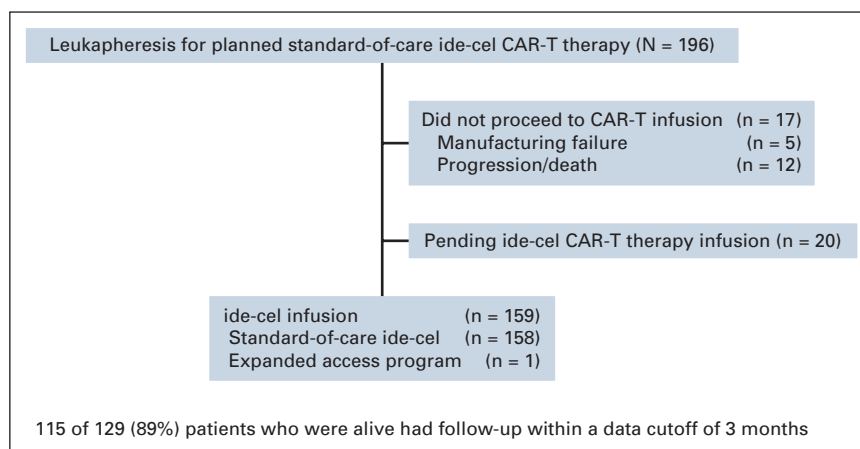 Leukapheresis for planned standard-of-care ide-cel CAR-T therapy (N = 196)
Did not proceed to CAR-T infusion (n = 17)
Manufacturing failure (n = 5)
Progression/death (n = 12)
Pending ide-cel CAR-T therapy infusion (n = 20)
ide-cel infusion (n = 159)
Standard-of-care ide-cel (n = 158)
Expanded access program (n = 1)
115 of 129 (89%) patients who were alive had follow-up within a data cutoff of 3 months